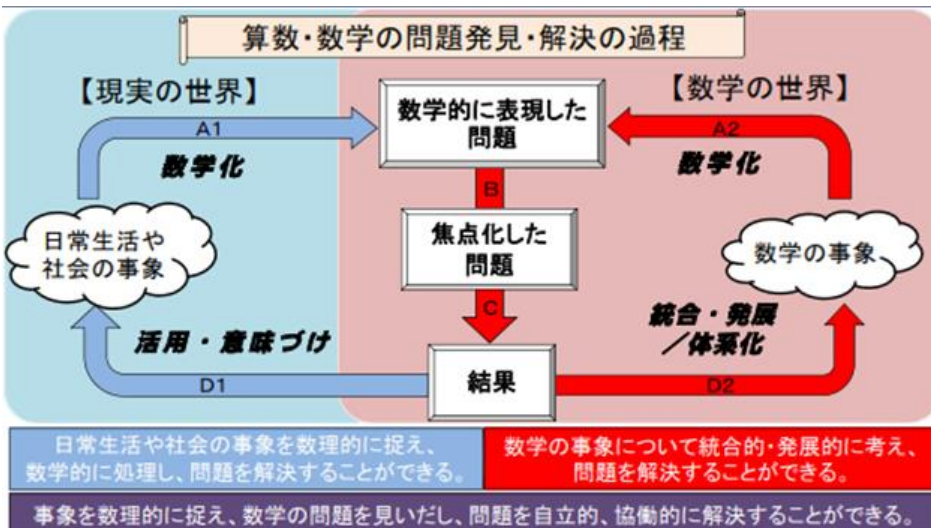 算数・数学の問題発見・解決の過程
【現実の世界】
【数学の世界】
A1
数学化
数学的に表現した
問題
A2
数学化
B
日常生活や
社会の事象
焦点化した
問題
数学の事象
C
活用・意味づけ
統合・発展
／体系化
D1
結果
D2
日常生活や社会の事象を数理的に捉え、
数学的に処理し、問題を解決することができる。
数学の事象について統合的・発展的に考え、
問題を解決することができる。
事象を数理的に捉え、数学の問題を見いだし、問題を自立的、協働的に解決することができる。